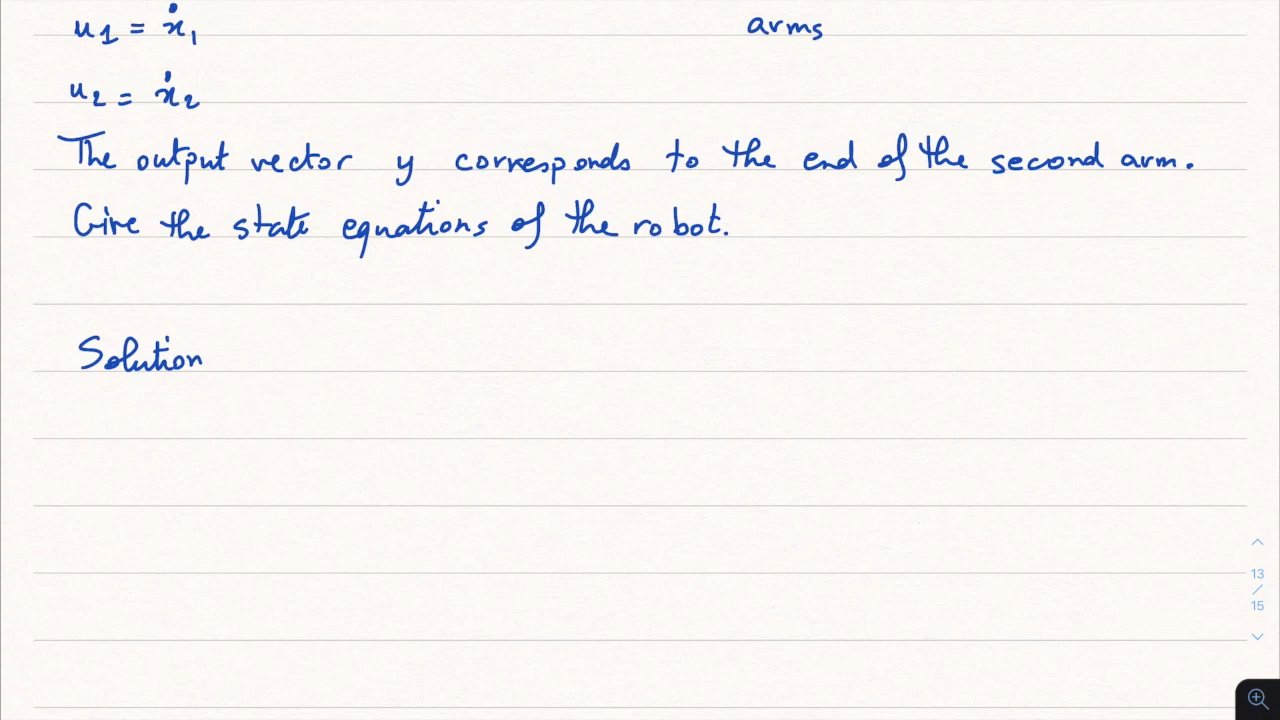 u1 = ẋ1
arms
u2 = ẋ2
The output vector y corresponds to the end of the second arm.
Give the state equations of the robot.
Solution
13
/
15